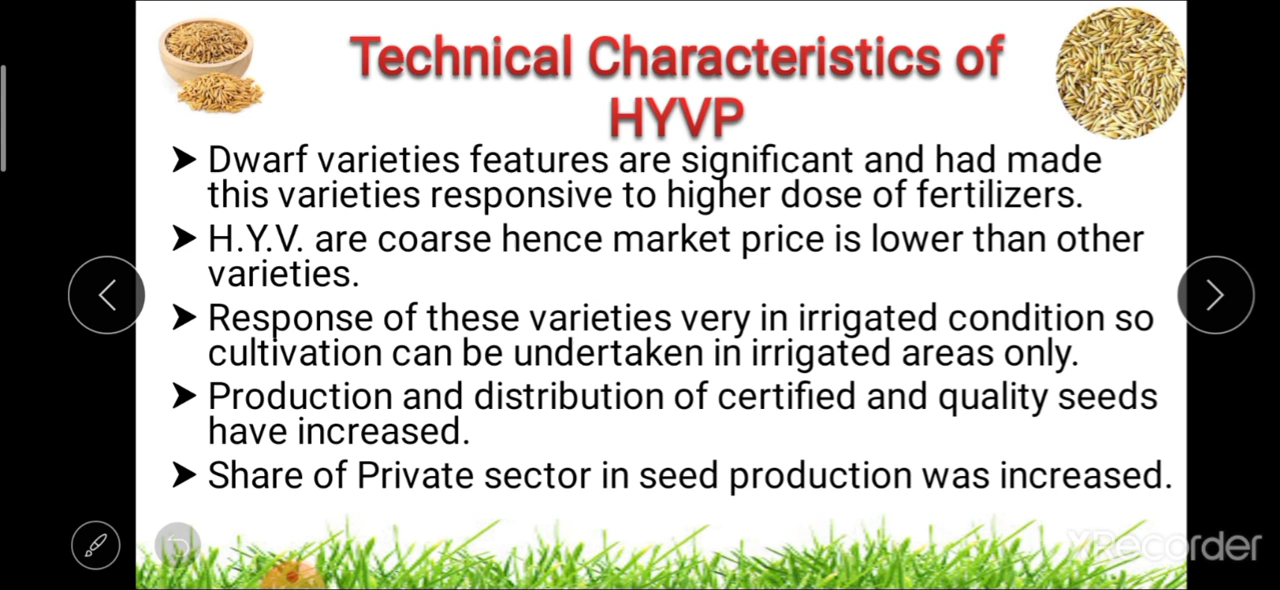 Technical Characteristics of
HYVP
➤ Dwarf varieties features are significant and had made
this varieties responsive to higher dose of fertilizers.
➤ H.Y.V. are coarse hence market price is lower than other
varieties.
➤ Response of these varieties very in irrigated condition so
cultivation can be undertaken in irrigated areas only.
➤ Production and distribution of certified and quality seeds
have increased.
➤ Share of Private sector in seed production was increased.
XRecorder